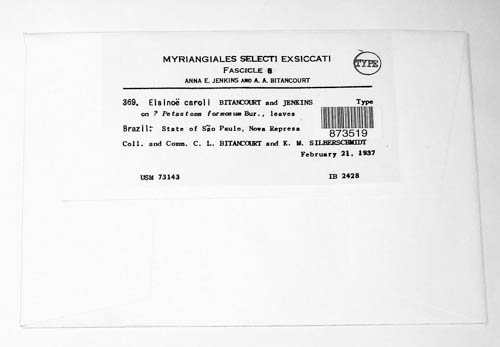 MYRIANGIALES SELECTI EXSICCATI
FASCICLE 8
ANNA E. JENKINS AND A. A. BITANCOURT
TYPE
369. Elsinoë caroli BITANCOURT and JENKINS Type
on ? Petastoma formosum Bur., leaves
873519
Brazil: State of São Paulo, Nova Represa
Coll. and Comm. C. L. BITANCOURT and K. M. SILBERSCHMIDT
February 21, 1937
USM 73143 IB 2428